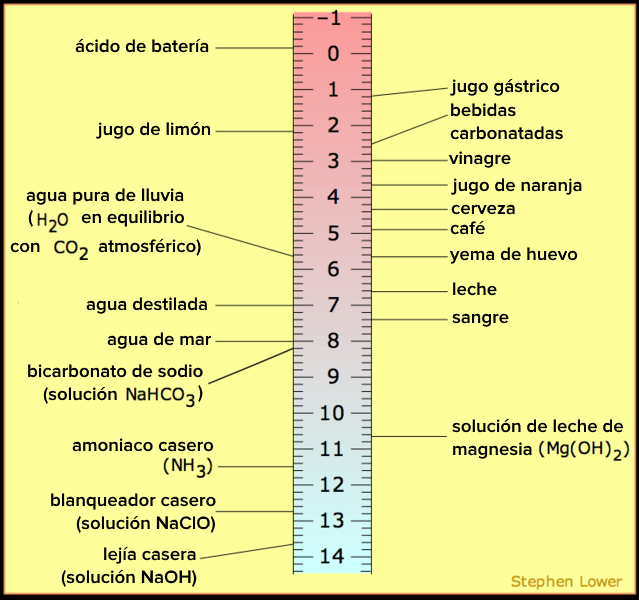 ácido de batería
jugo de limón
agua pura de lluvia
(H₂O en equilibrio
con CO₂ atmosférico)
agua destilada
agua de mar
bicarbonato de sodio
(solución NaHCO₃)
amoniaco casero
(NH₃)
blanqueador casero
(solución NaClO)
lejía casera
(solución NaOH)
−1
0
1
2
3
4
5
6
7
8
9
10
11
12
13
14
jugo gástrico
bebidas
carbonatadas
vinagre
jugo de naranja
cerveza
café
yema de huevo
leche
sangre
solución de leche de
magnesia (Mg(OH)₂)
Stephen Lower